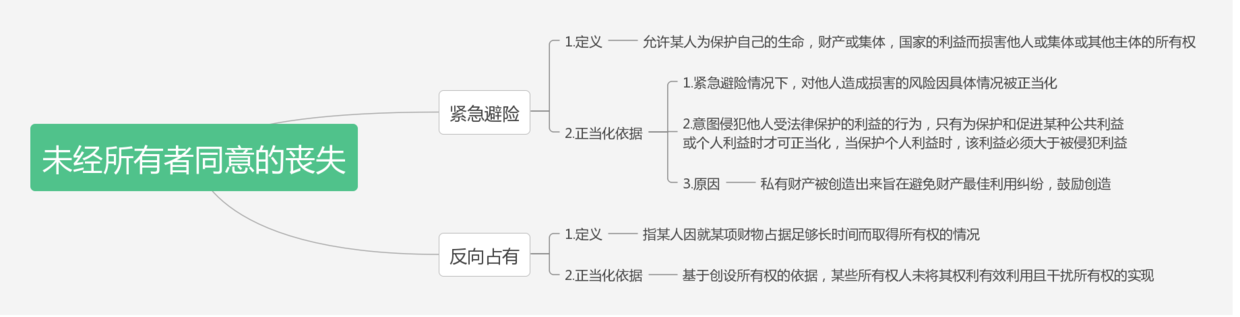 未经所有者同意的丧失
紧急避险
1.定义
允许某人为保护自己的生命，财产或集体，国家的利益而损害他人或集体或其他主体的所有权
2.正当化依据
1.紧急避险情况下，对他人造成损害的风险因具体情况被正当化
2.意图侵犯他人受法律保护的利益的行为，只有为保护和促进某种公共利益
或个人利益时才可正当化，当保护个人利益时，该利益必须大于被侵犯利益
3.原因
私有财产被创造出来旨在避免财产最佳利用纠纷，鼓励创造
反向占有
1.定义
指某人因就某项财物占据足够长时间而取得所有权的情况
2.正当化依据
基于创设所有权的依据，某些所有权人未将其权利有效利用且干扰所有权的实现